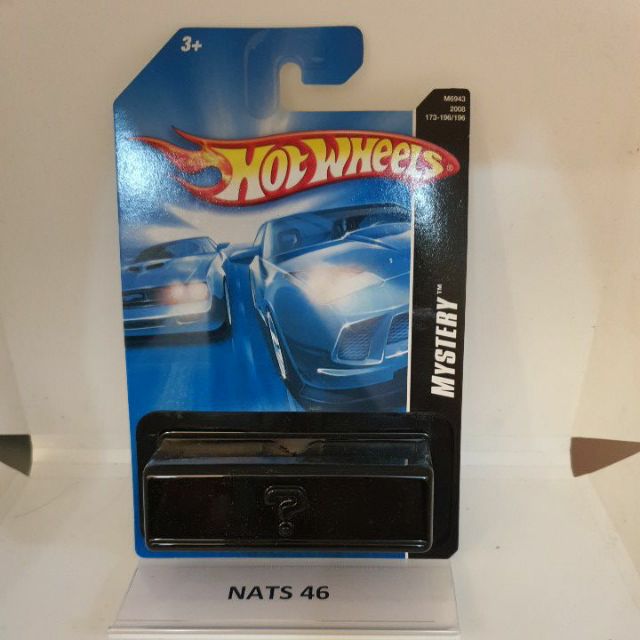 3+
M6943
2008
173-196/196
HOT WHEELS®
MYSTERY™
?
NATS 46